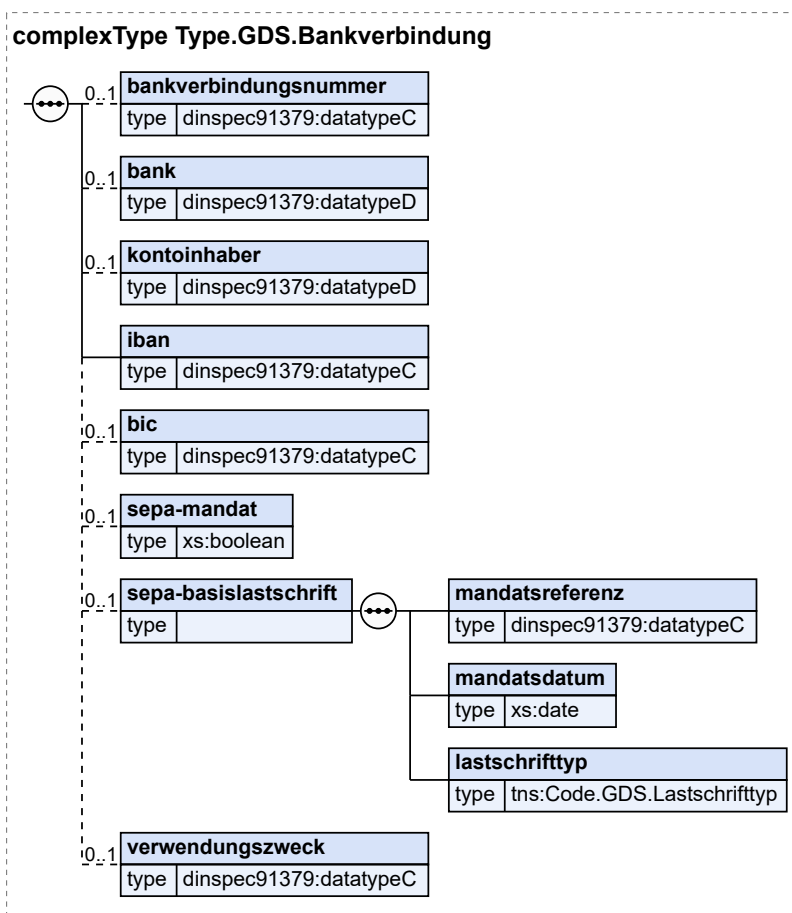 complexType Type.GDS.Bankverbindung
0..1
bankverbindungsnummer
type dinspec91379:datatypeC
0..1
bank
type dinspec91379:datatypeD
0..1
kontoinhaber
type dinspec91379:datatypeD
iban
type dinspec91379:datatypeC
0..1
bic
type dinspec91379:datatypeC
0..1
sepa-mandat
type xs:boolean
0..1
sepa-basislastschrift
type
mandatsreferenz
type dinspec91379:datatypeC
mandatsdatum
type xs:date
lastschrifttyp
type tns:Code.GDS.Lastschrifttyp
0..1
verwendungszweck
type dinspec91379:datatypeC